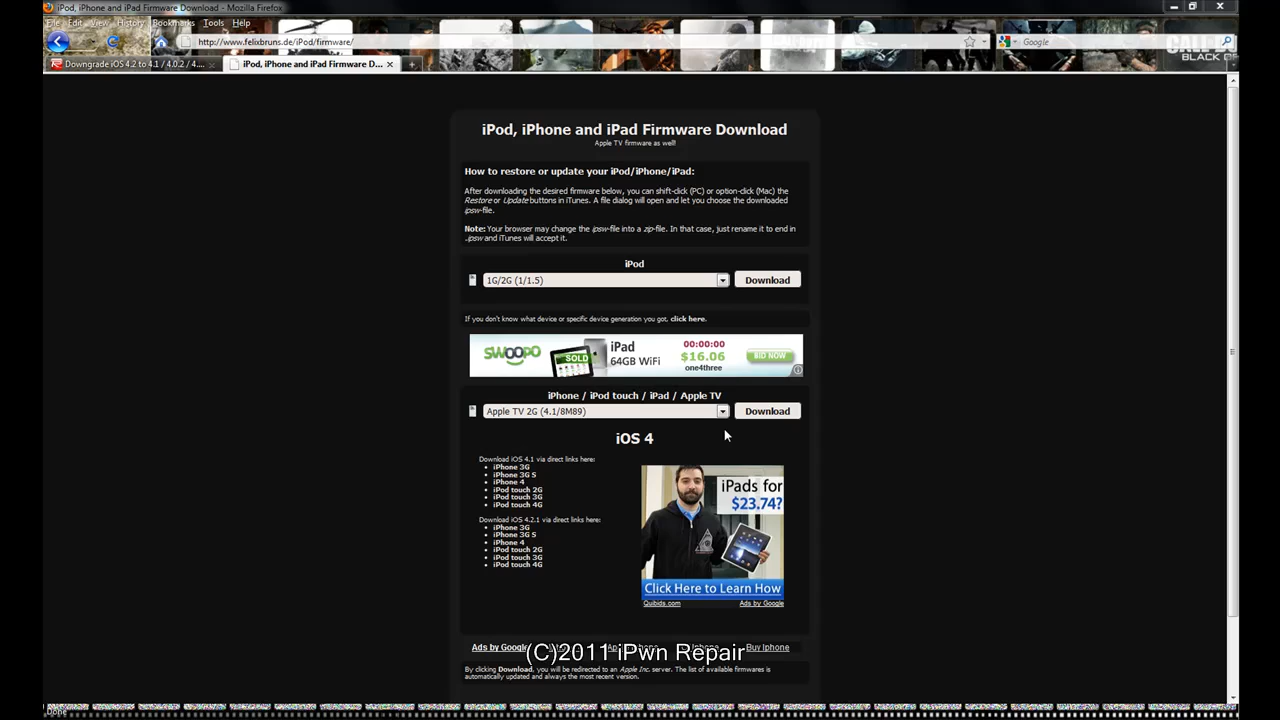 iPod, iPhone and iPad Firmware Download - Mozilla Firefox
File Edit View History Bookmarks Tools Help
http://www.felixbruns.de/iPod/firmware/
Google
BLACK OP
Downgrade iOS 4.2 to 4.1 / 4.0.2 / 4....
iPod, iPhone and iPad Firmware D...
iPod, iPhone and iPad Firmware Download
Apple TV firmware as well!
How to restore or update your iPod/iPhone/iPad:
After downloading the desired firmware below, you can shift-click (PC) or option-click (Mac) the
Restore or Update buttons in iTunes. A file dialog will open and let you choose the downloaded
ipsw-file.
Note: Your browser may change the ipsw-file into a zip-file. In that case, just rename it to end in
.ipsw and iTunes will accept it.
iPod
1G/2G (1/1.5)
Download
If you don't know what device or specific device generation you got, click here.
SWOOPO
SOLD
iPad
64GB WiFi
00:00:00
$16.06
one4three
BID NOW
iPhone / iPod touch / iPad / Apple TV
Apple TV 2G (4.1/8M89)
Download
iOS 4
Download iOS 4.1 via direct links here:
iPhone 3G
iPhone 3G S
iPhone 4
iPod touch 2G
iPod touch 3G
iPod touch 4G
Download iOS 4.2.1 via direct links here:
iPhone 3G
iPhone 3G S
iPhone 4
iPod touch 2G
iPod touch 3G
iPod touch 4G
iPads for
$23.74?
Click Here to Learn How
Quibids.com
Ads by Google
Ads by Google
Buy Iphone
(C)2011 iPwn Repair
By clicking Download, you will be redirected to an Apple Inc. server. The list of available firmwares is
automatically updated and always the most recent version.
Done